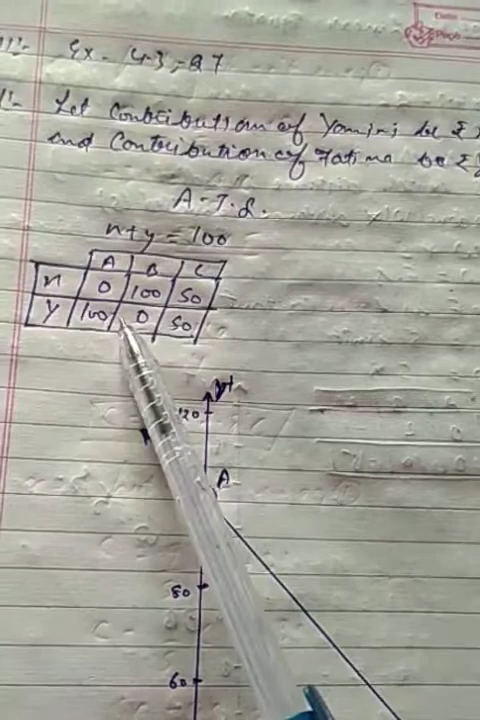 Ex - 4.3, Q7
Let Contribution of Yamini be ₹
and Contribution of Fatima be ₹ y
A.T.S.
x+y = 100
A B C
x 0 100 50
y 100 0 50
y
120
A
80
60